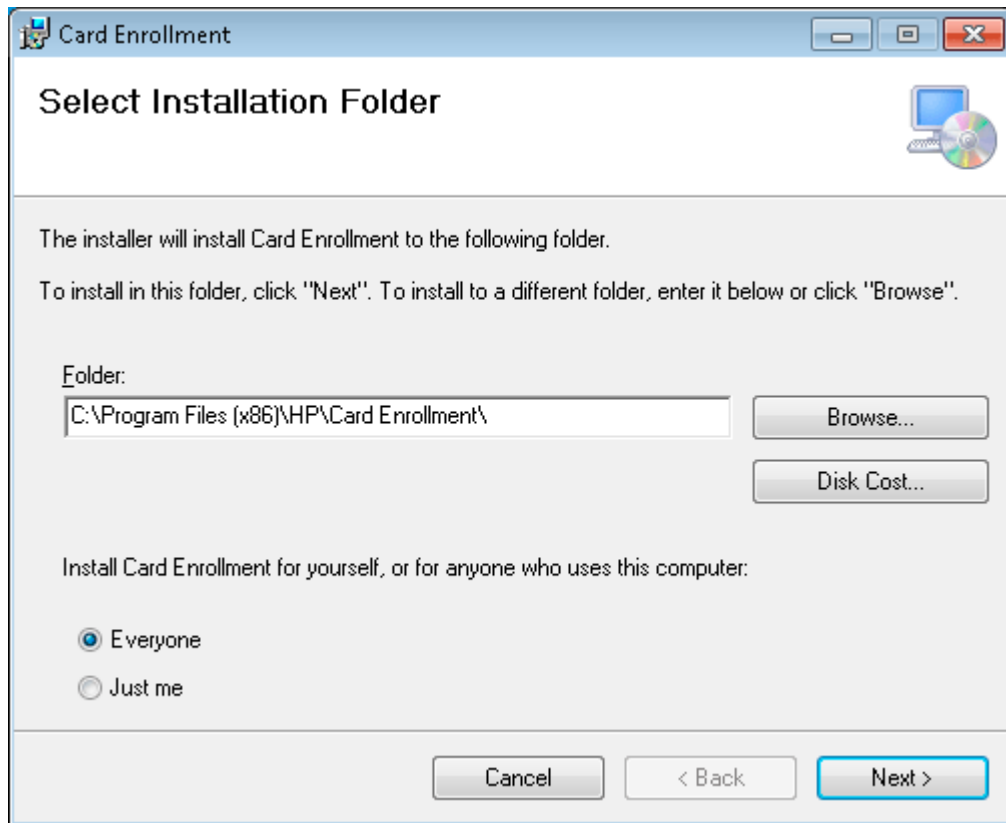 Card Enrollment
Select Installation Folder
The installer will install Card Enrollment to the following folder.
To install in this folder, click "Next". To install to a different folder, enter it below or click "Browse".
Folder:
C:\Program Files (x86)\HP\Card Enrollment\
Browse...
Disk Cost...
Install Card Enrollment for yourself, or for anyone who uses this computer:
Everyone
Just me
Cancel
< Back
Next >